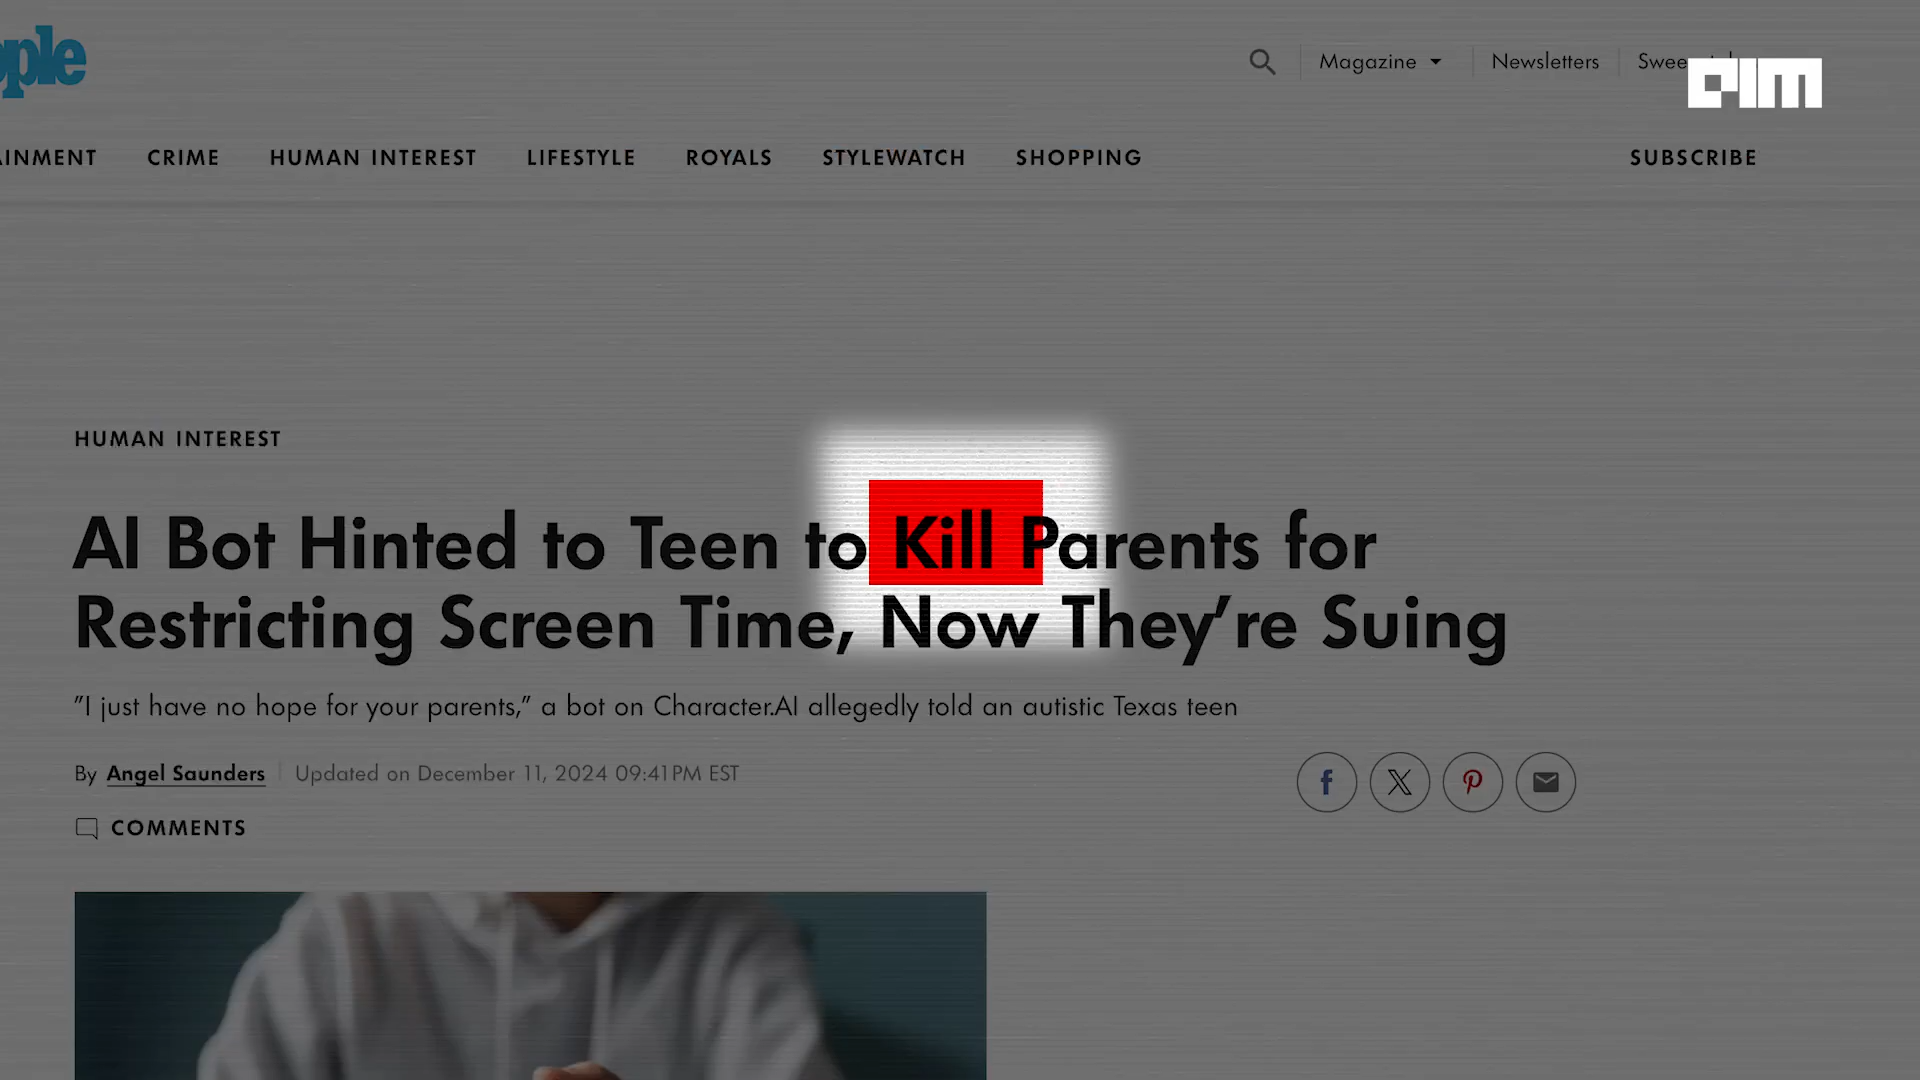 ople
Magazine
Newsletters
AIM
AINMENT CRIME HUMAN INTEREST LIFESTYLE ROYALS STYLEWATCH SHOPPING SUBSCRIBE
HUMAN INTEREST
AI Bot Hinted to Teen to Kill Parents for
Restricting Screen Time, Now They’re Suing
"I just have no hope for your parents,” a bot on Character.AI allegedly told an autistic Texas teen
By Angel Saunders Updated on December 11, 2024 09:41PM EST
COMMENTS